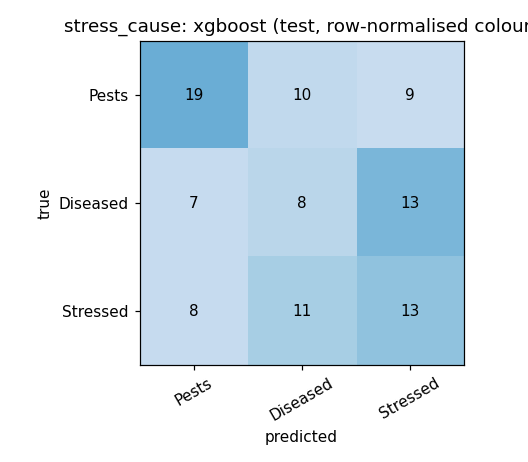 stress_cause: xgboost (test, row-normalised colour
Pests 19 10 9
Diseased 7 8 13
Stressed 8 11 13
Pests Diseased Stressed
predicted
true